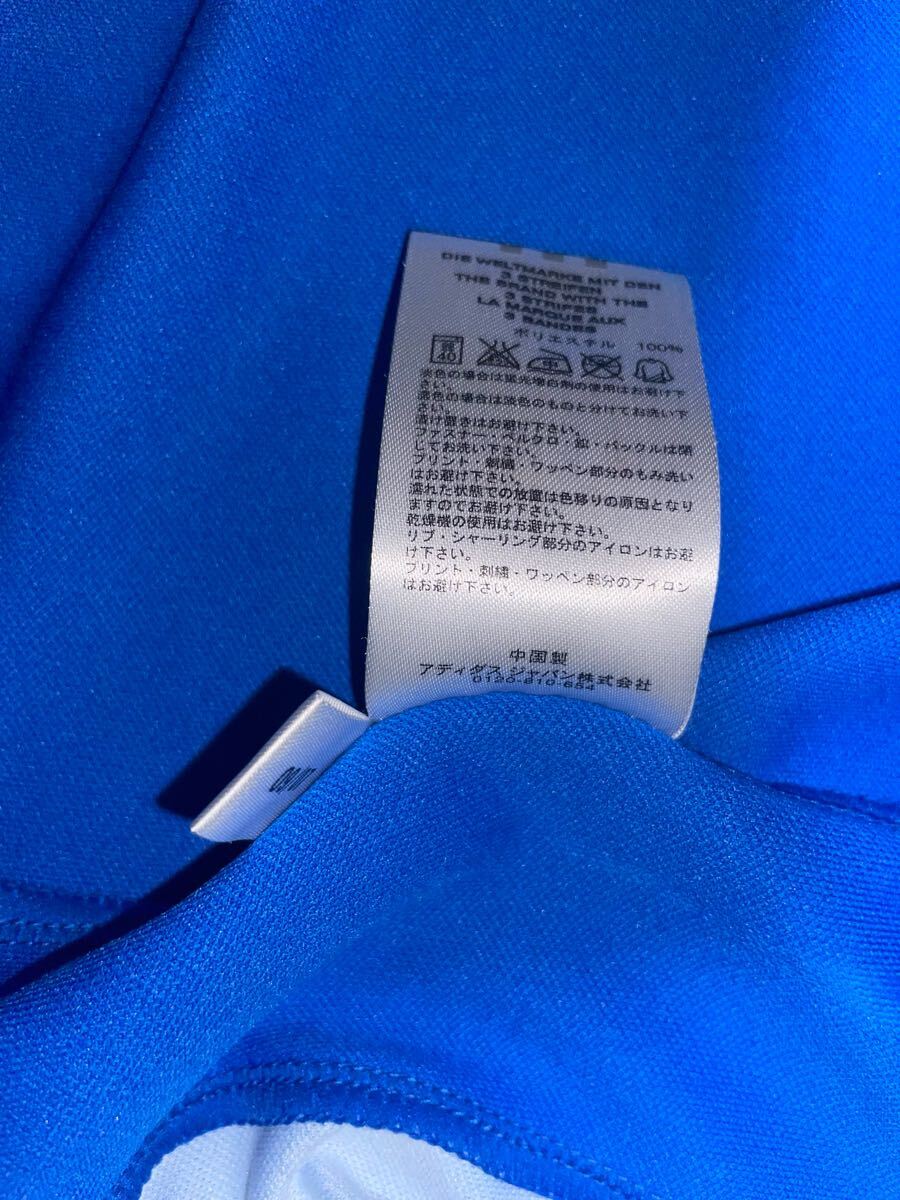 DIE WELTMARKE MIT DEN
3 STREIFEN
THE BRAND WITH THE
3 STRIPES
LA MARQUE AUX
3 BANDES
ポリエステル 100%
40
淡色の場合は蛍光増白剤の使用はお避け下
さい。
濃色の場合は淡色のものと分けてお洗い下
さい。
漬け置きはお避け下さい。
ファスナー・ベルクロ・釦・バックルは閉
じてお洗い下さい。
プリント・刺繍・ワッペン部分のもみ洗い
はお避け下さい。
濡れた状態での放置は色移りの原因となり
ますのでお避け下さい。
乾燥機の使用はお避け下さい。
リブ・シャーリング部分のアイロンはお避
け下さい。
プリント・刺繍・ワッペン部分のアイロン
はお避け下さい。
中国製
アディダス ジャパン株式会社
0120-810-654
09/07